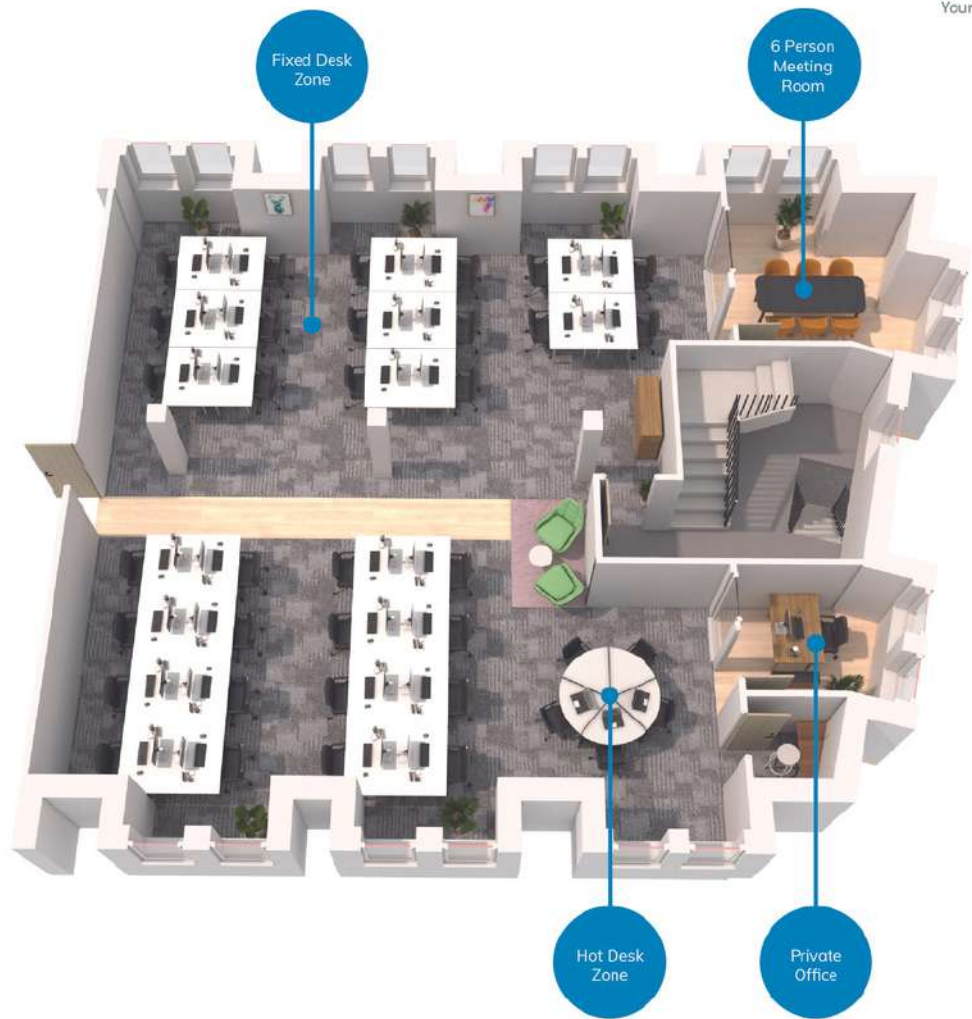 Your
Fixed Desk
Zone
6 Person
Meeting
Room
Hot Desk
Zone
Private
Office